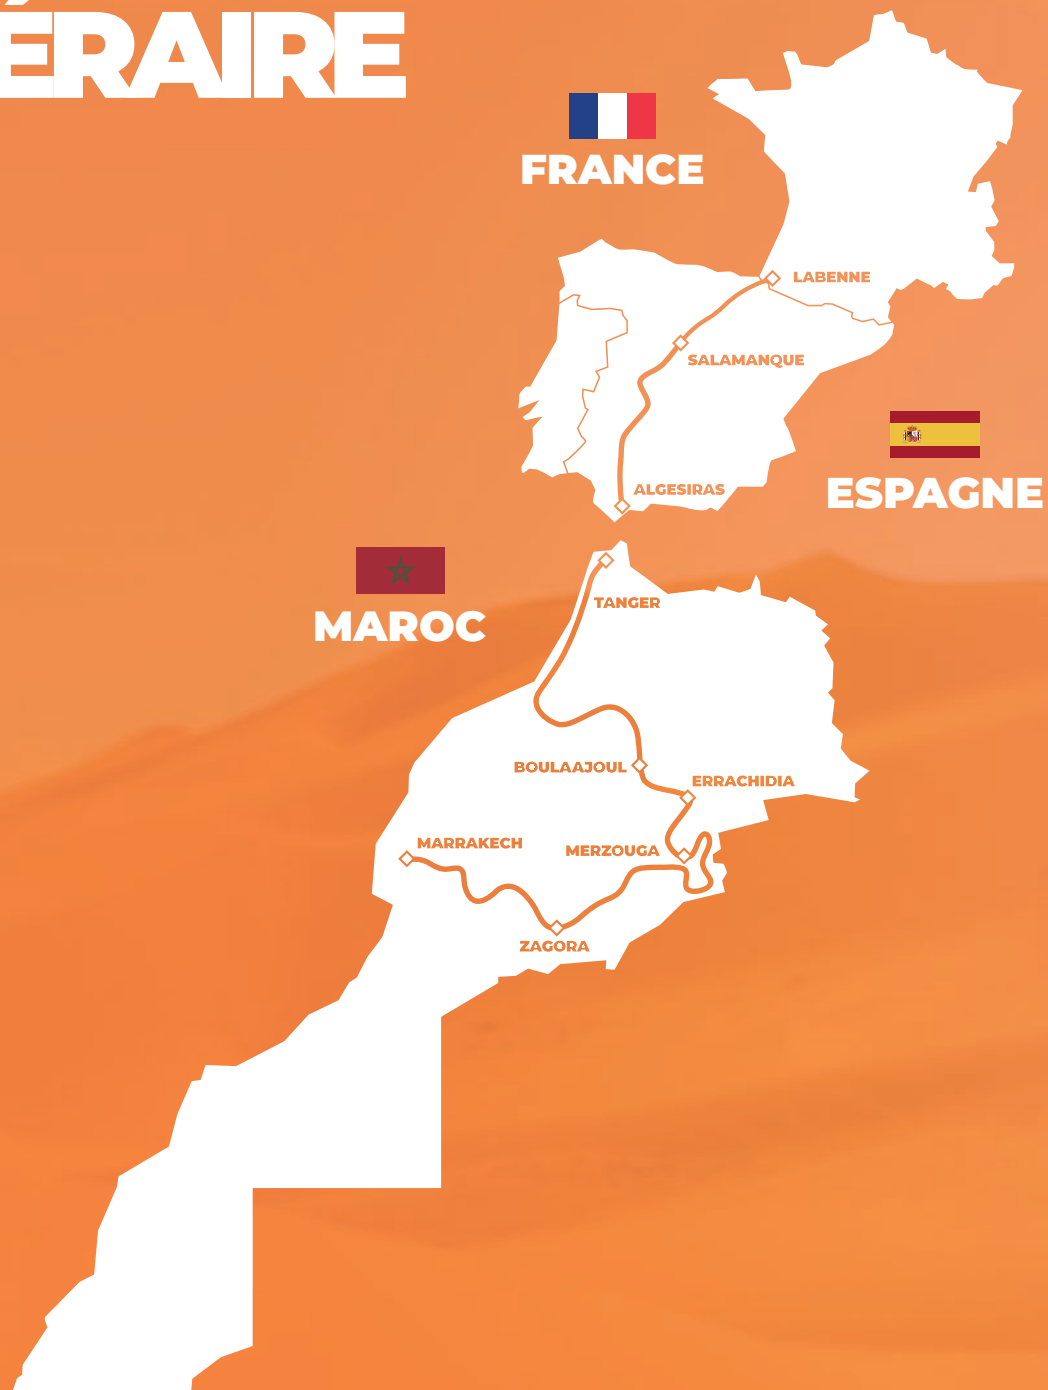 ÉRAIRE
FRANCE
LABENNE
SALAMANQUE
ALGESIRAS
ESPAGNE
MAROC
TANGER
BOULAAJOUL
ERRACHIDIA
MARRAKECH
MERZOUGA
ZAGORA